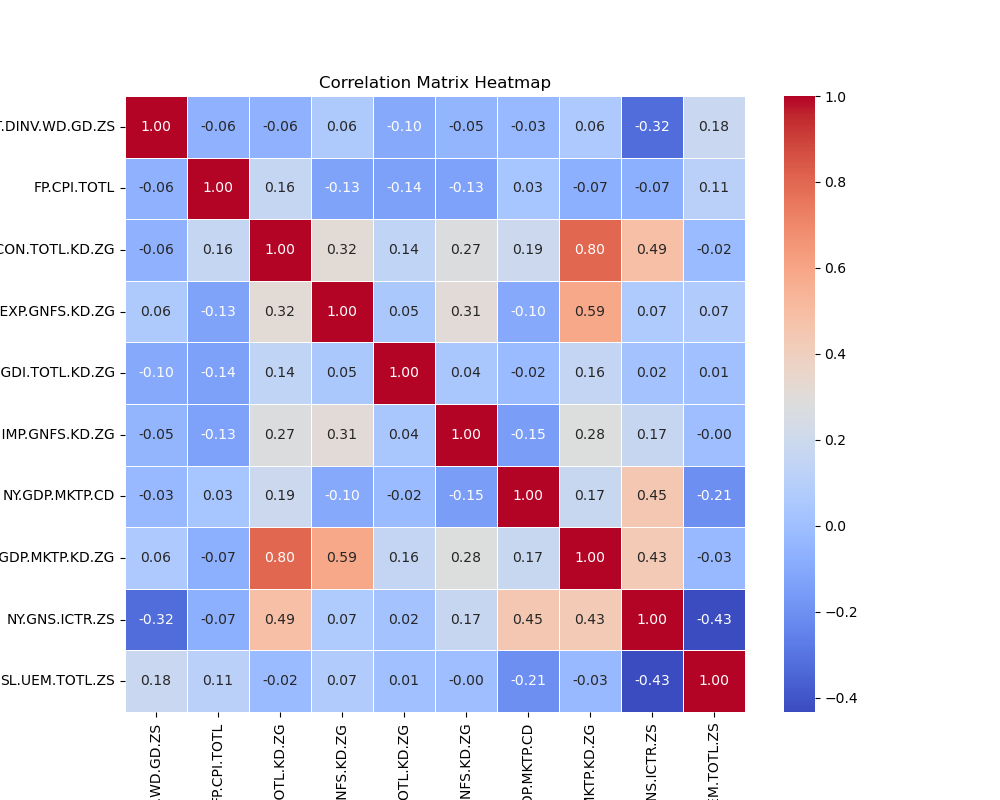 Correlation Matrix Heatmap
T.DINV.WD.GD.ZS 1.00 -0.06 -0.06 0.06 -0.10 -0.05 -0.03 0.06 -0.32 0.18
FP.CPI.TOTL -0.06 1.00 0.16 -0.13 -0.14 -0.13 0.03 -0.07 -0.07 0.11
CON.TOTL.KD.ZG -0.06 0.16 1.00 0.32 0.14 0.27 0.19 0.80 0.49 -0.02
EXP.GNFS.KD.ZG 0.06 -0.13 0.32 1.00 0.05 0.31 -0.10 0.59 0.07 0.07
GDI.TOTL.KD.ZG -0.10 -0.14 0.14 0.05 1.00 0.04 -0.02 0.16 0.02 0.01
IMP.GNFS.KD.ZG -0.05 -0.13 0.27 0.31 0.04 1.00 -0.15 0.28 0.17 -0.00
NY.GDP.MKTP.CD -0.03 0.03 0.19 -0.10 -0.02 -0.15 1.00 0.17 0.45 -0.21
GDP.MKTP.KD.ZG 0.06 -0.07 0.80 0.59 0.16 0.28 0.17 1.00 0.43 -0.03
NY.GNS.ICTR.ZS -0.32 -0.07 0.49 0.07 0.02 0.17 0.45 0.43 1.00 -0.43
SL.UEM.TOTL.ZS 0.18 0.11 -0.02 0.07 0.01 -0.00 -0.21 -0.03 -0.43 1.00
.WD.GD.ZS
FP.CPI.TOTL
OTL.KD.ZG
NFS.KD.ZG
OTL.KD.ZG
NFS.KD.ZG
DP.MKTP.CD
MKTP.KD.ZG
NS.ICTR.ZS
EM.TOTL.ZS
1.0
0.8
0.6
0.4
0.2
0.0
−0.2
−0.4